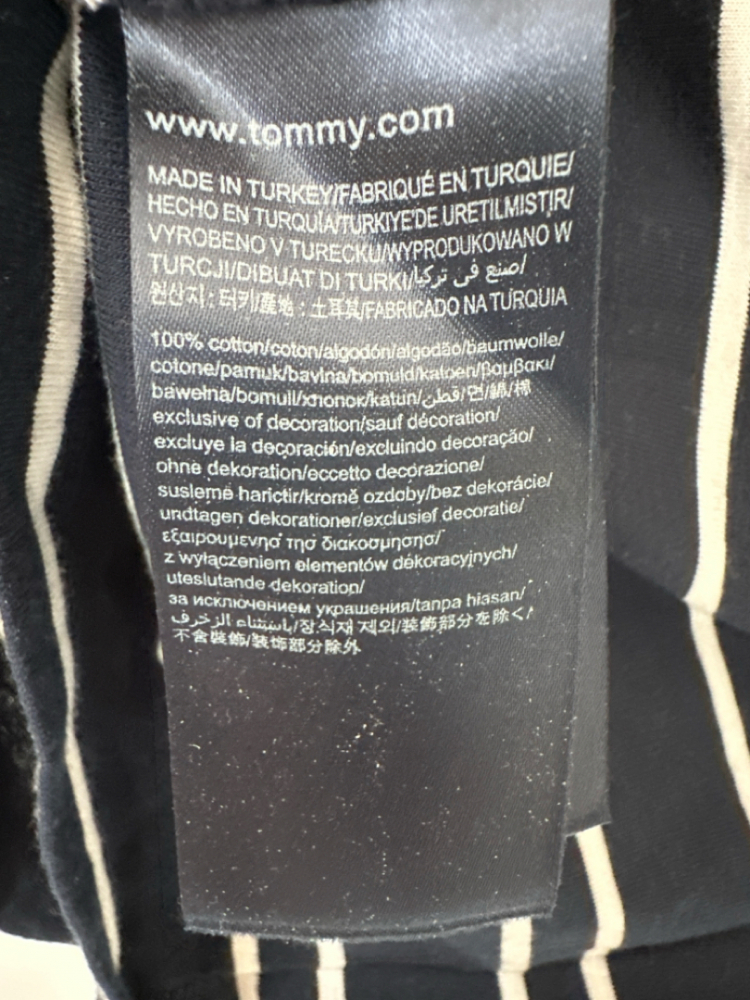 www.tommy.com
MADE IN TURKEY/FABRIQUÉ EN TURQUIE/
HECHO EN TURQUÍA/TURKIYE'DE URETILMISTIR/
VYROBENO V TURECKU/WYPRODUKOWANO W
TURCJI/DIBUAT DI TURKI/صنع في تركيا/
원산지 : 터키/產地 : 土耳其/FABRICADO NA TURQUIA
100% cotton/coton/algodón/algodão/baumwolle/
cotone/pamuk/bavlna/bomuld/katoen/βαμβακι/
bawełna/bomull/хлопок/katun/قطن/면/綿/棉
exclusive of decoration/sauf décoration/
excluye la decoración/excluindo decoração/
ohne dekoration/eccetto decorazione/
susleme harictir/kromě ozdoby/bez dekorácie/
undtagen dekorationer/exclusief decoratie/
εξαιρουμενησ τησ διακοσμησησ/
z wyłączeniem elementów dekoracyjnych/
uteslutande dekoration/
за исключением украшения/tanpa hiasan/
باستثناء الزخرف/장식재 제외/装飾部分を除く/
不含裝飾/装饰部分除外